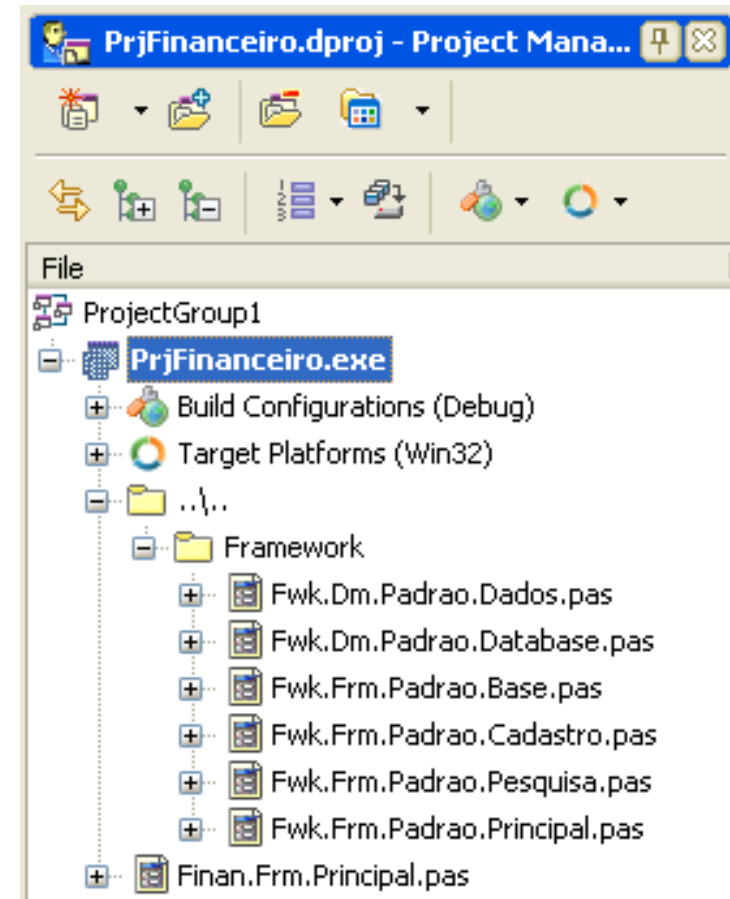 PrjFinanceiro.dproj - Project Mana...
File
ProjectGroup1
PrjFinanceiro.exe
Build Configurations (Debug)
Target Platforms (Win32)
..\..
Framework
Fwk.Dm.Padrao.Dados.pas
Fwk.Dm.Padrao.Database.pas
Fwk.Frm.Padrao.Base.pas
Fwk.Frm.Padrao.Cadastro.pas
Fwk.Frm.Padrao.Pesquisa.pas
Fwk.Frm.Padrao.Principal.pas
Finan.Frm.Principal.pas